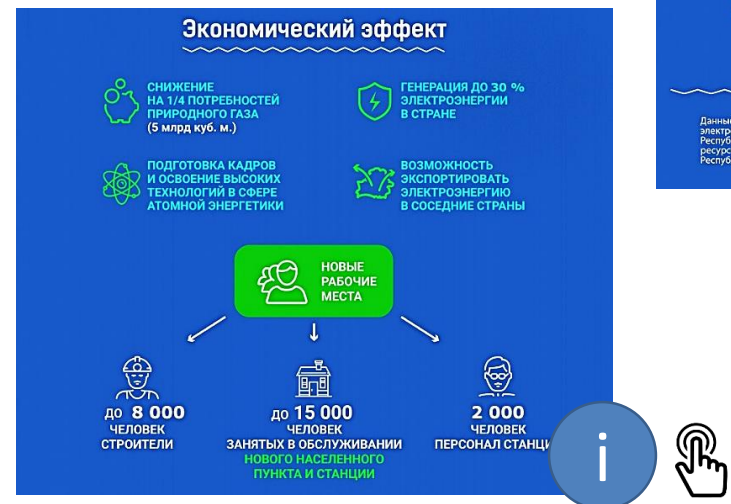 Экономический эффект
СНИЖЕНИЕ
НА 1/4 ПОТРЕБНОСТЕЙ
ПРИРОДНОГО ГАЗА
(5 млрд куб. м.)
ГЕНЕРАЦИЯ ДО 30 %
ЭЛЕКТРОЭНЕРГИИ
В СТРАНЕ
ПОДГОТОВКА КАДРОВ
И ОСВОЕНИЕ ВЫСОКИХ
ТЕХНОЛОГИЙ В СФЕРЕ
АТОМНОЙ ЭНЕРГЕТИКИ
ВОЗМОЖНОСТЬ
ЭКСПОРТИРОВАТЬ
ЭЛЕКТРОЭНЕРГИЮ
В СОСЕДНИЕ СТРАНЫ
НОВЫЕ
РАБОЧИЕ
МЕСТА
ДО 8 000
ЧЕЛОВЕК
СТРОИТЕЛИ
ДО 15 000
ЧЕЛОВЕК
ЗАНЯТЫХ В ОБСЛУЖИВАНИИ
НОВОГО НАСЕЛЕННОГО
ПУНКТА И СТАНЦИИ
2 000
ЧЕЛОВЕК
ПЕРСОНАЛ
i